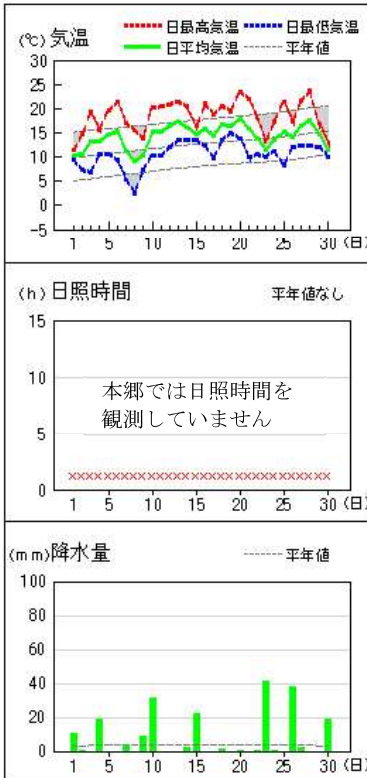 日最高気温 日最低気温
(℃)気温 日平均気温 平年値
30
25
20
15
10
5
0
-5
1 5 10 15 20 25 30 (日)
(h)日照時間 平年値なし
15
10
本郷では日照時間を
観測していません
5
0
1 5 10 15 20 25 30 (日)
(mm)降水量 平年値
100
80
60
40
20
0
1 5 10 15 20 25 30 (日)